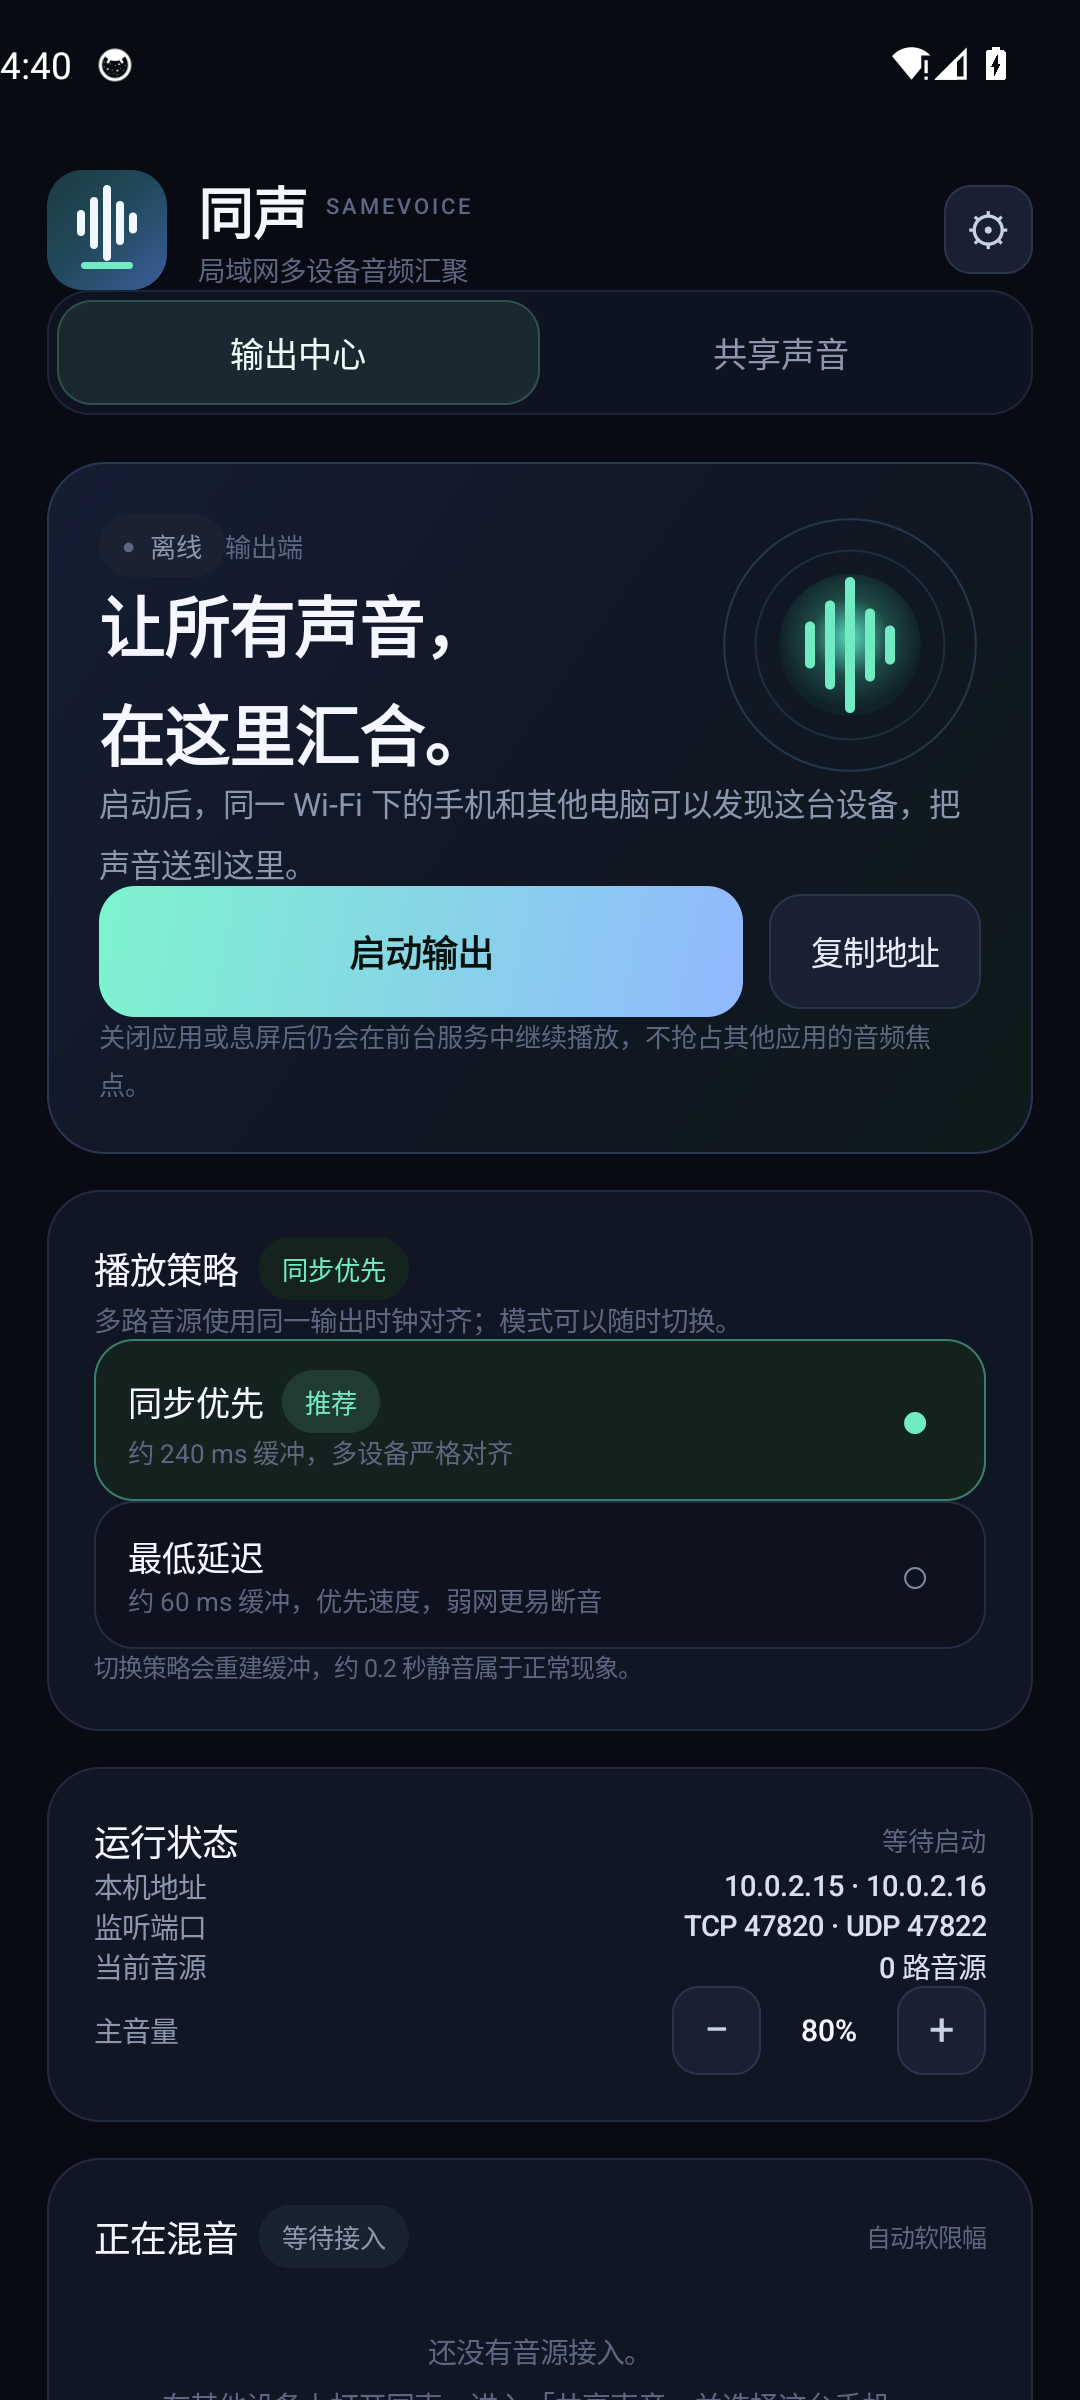 4:40
同声 SAMEVOICE
局域网多设备音频汇聚
输出中心 共享声音
离线 输出端
让所有声音，
在这里汇合。
启动后，同一 Wi-Fi 下的手机和其他电脑可以发现这台设备，把
声音送到这里。
启动输出 复制地址
关闭应用或息屏后仍会在前台服务中继续播放，不抢占其他应用的音频焦
点。
播放策略 同步优先
多路音源使用同一输出时钟对齐；模式可以随时切换。
同步优先 推荐
约 240 ms 缓冲，多设备严格对齐
最低延迟
约 60 ms 缓冲，优先速度，弱网更易断音
切换策略会重建缓冲，约 0.2 秒静音属于正常现象。
运行状态 等待启动
本机地址 10.0.2.15 · 10.0.2.16
监听端口 TCP 47820 · UDP 47822
当前音源 0 路音源
主音量 − 80% +
正在混音 等待接入 自动软限幅
还没有音源接入。